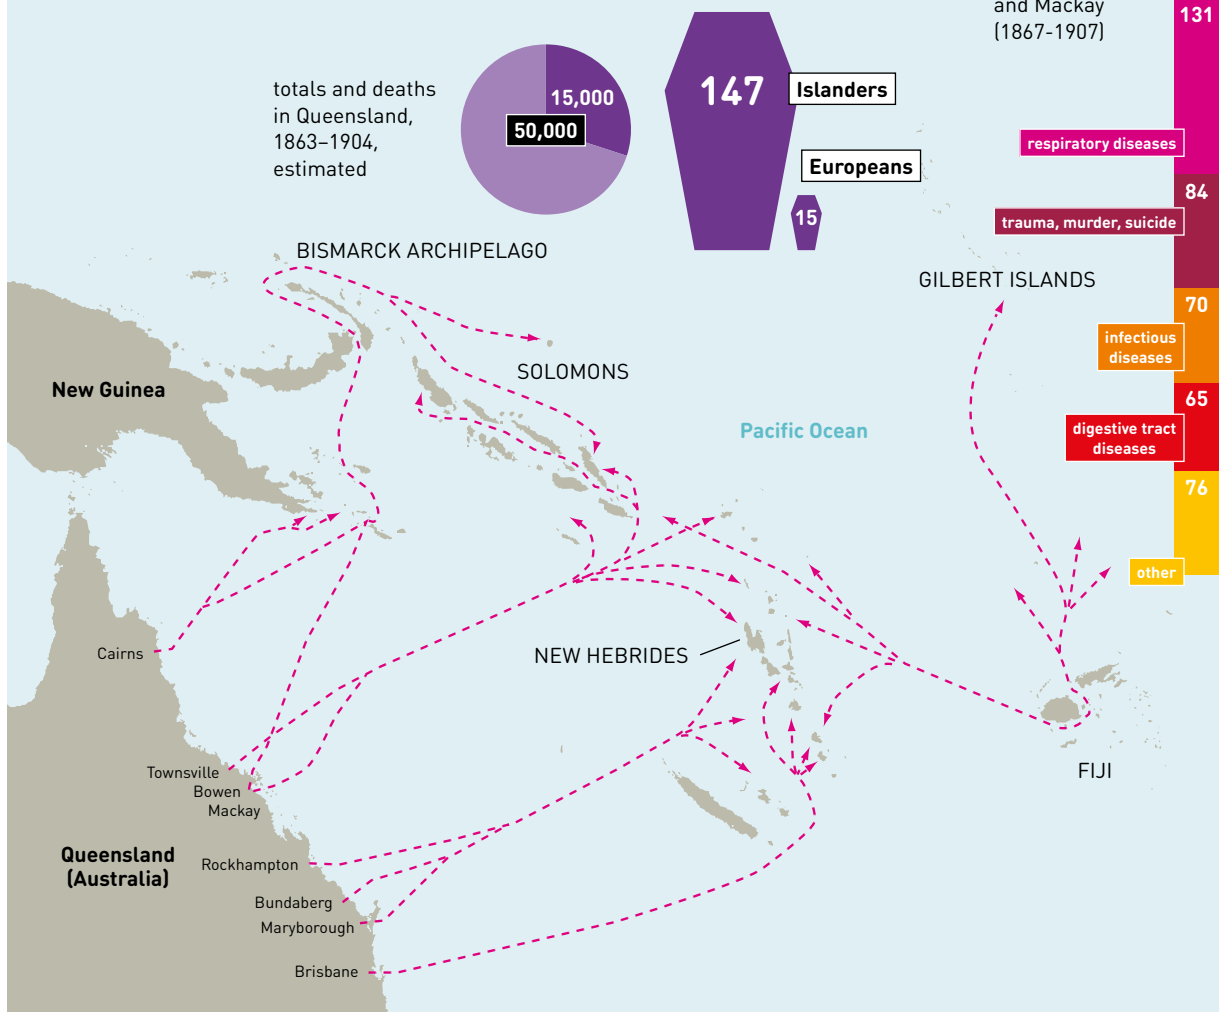 and Mackay
(1867-1907)
131
totals and deaths
in Queensland,
1863–1904,
estimated
15,000
50,000
147
Islanders
Europeans
15
respiratory diseases
84
trauma, murder, suicide
BISMARCK ARCHIPELAGO
GILBERT ISLANDS
70
infectious
diseases
SOLOMONS
New Guinea
65
digestive tract
diseases
Pacific Ocean
76
other
Cairns
NEW HEBRIDES
Townsville
Bowen
Mackay
FIJI
Queensland
(Australia)
Rockhampton
Bundaberg
Maryborough
Brisbane